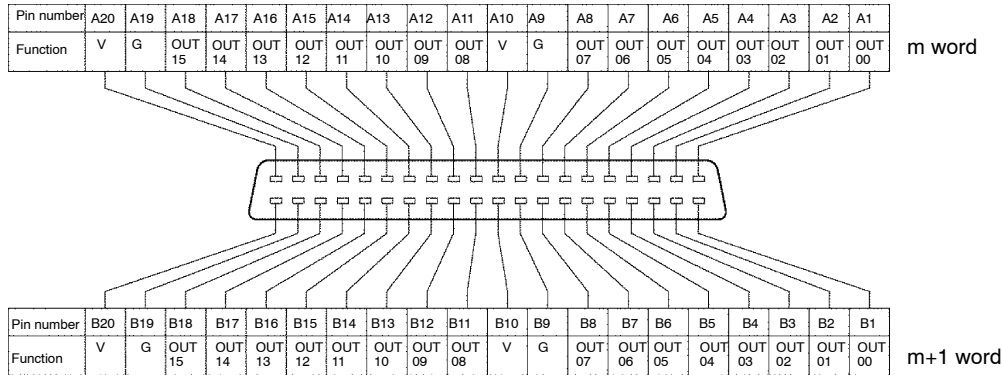 Pin number A20 A19 A18 A17 A16 A15 A14 A13 A12 A11 A10 A9 A8 A7 A6 A5 A4 A3 A2 A1
Function V G OUT OUT OUT OUT OUT OUT OUT OUT V G OUT OUT OUT OUT OUT OUT OUT OUT m word
15 14 13 12 11 10 09 08 07 06 05 04 03 02 01 00
Pin number B20 B19 B18 B17 B16 B15 B14 B13 B12 B11 B10 B9 B8 B7 B6 B5 B4 B3 B2 B1
Function V G OUT OUT OUT OUT OUT OUT OUT OUT V G OUT OUT OUT OUT OUT OUT OUT OUT m+1 word
15 14 13 12 11 10 09 08 07 06 05 04 03 02 01 00